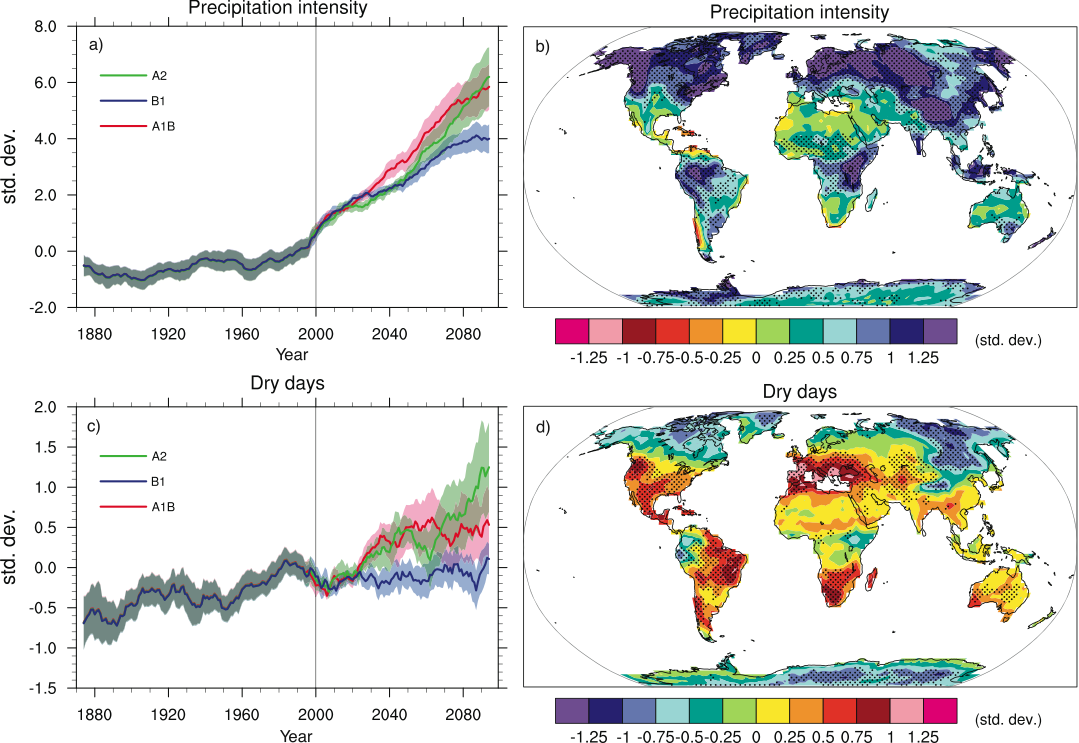 Precipitation intensity
a)
A2
B1
A1B
std. dev.
8.0
6.0
4.0
2.0
0.0
-2.0
1880 1920 1960 2000 2040 2080
Year
Precipitation intensity
b)
-1.25 -1 -0.75 -0.5 -0.25 0 0.25 0.5 0.75 1 1.25
(std. dev.)
Dry days
c)
A2
B1
A1B
std. dev.
2.0
1.5
1.0
0.5
0.0
-0.5
-1.0
-1.5
1880 1920 1960 2000 2040 2080
Year
Dry days
d)
-1.25 -1 -0.75 -0.5 -0.25 0 0.25 0.5 0.75 1 1.25
(std. dev.)